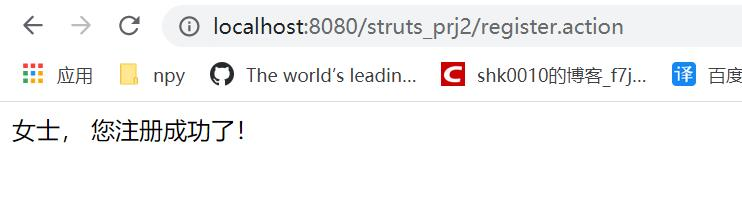 localhost:8080/struts_prj2/register.action
应用 npy The world's leadin... shk0010的博客_f7j... 百度
女士， 您注册成功了！